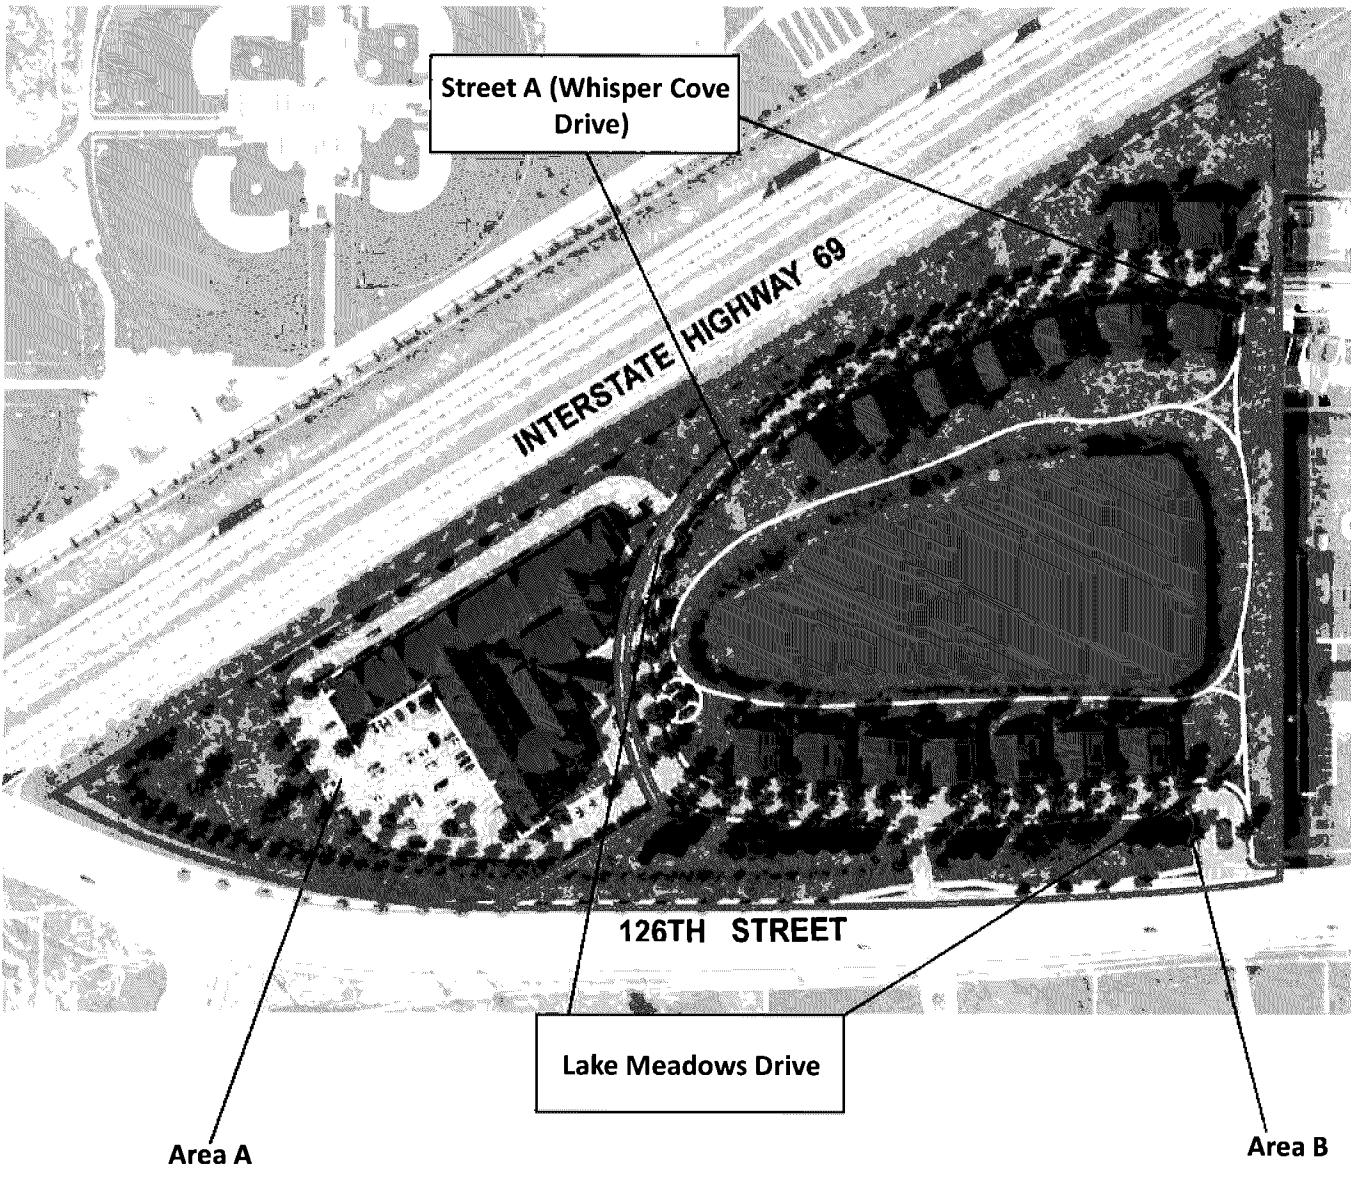 Street A (Whisper Cove
Drive)
INTERSTATE HIGHWAY 69
126TH STREET
Lake Meadows Drive
Area A
Area B